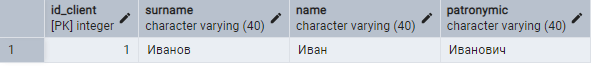 id_client surname name patronymic
[PK] integer character varying (40) character varying (40) character varying (40)
1 1 Иванов Иван Иванович